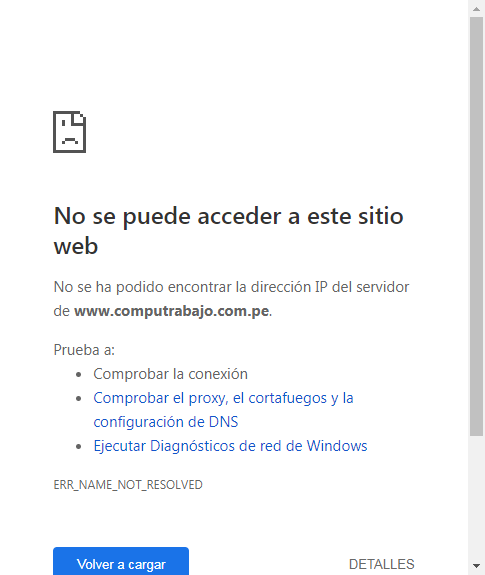 No se puede acceder a este sitio
web
No se ha podido encontrar la dirección IP del servidor
de www.computrabajo.com.pe.
Prueba a:
• Comprobar la conexión
• Comprobar el proxy, el cortafuegos y la
configuración de DNS
• Ejecutar Diagnósticos de red de Windows
ERR_NAME_NOT_RESOLVED
Volver a cargar
DETALLES